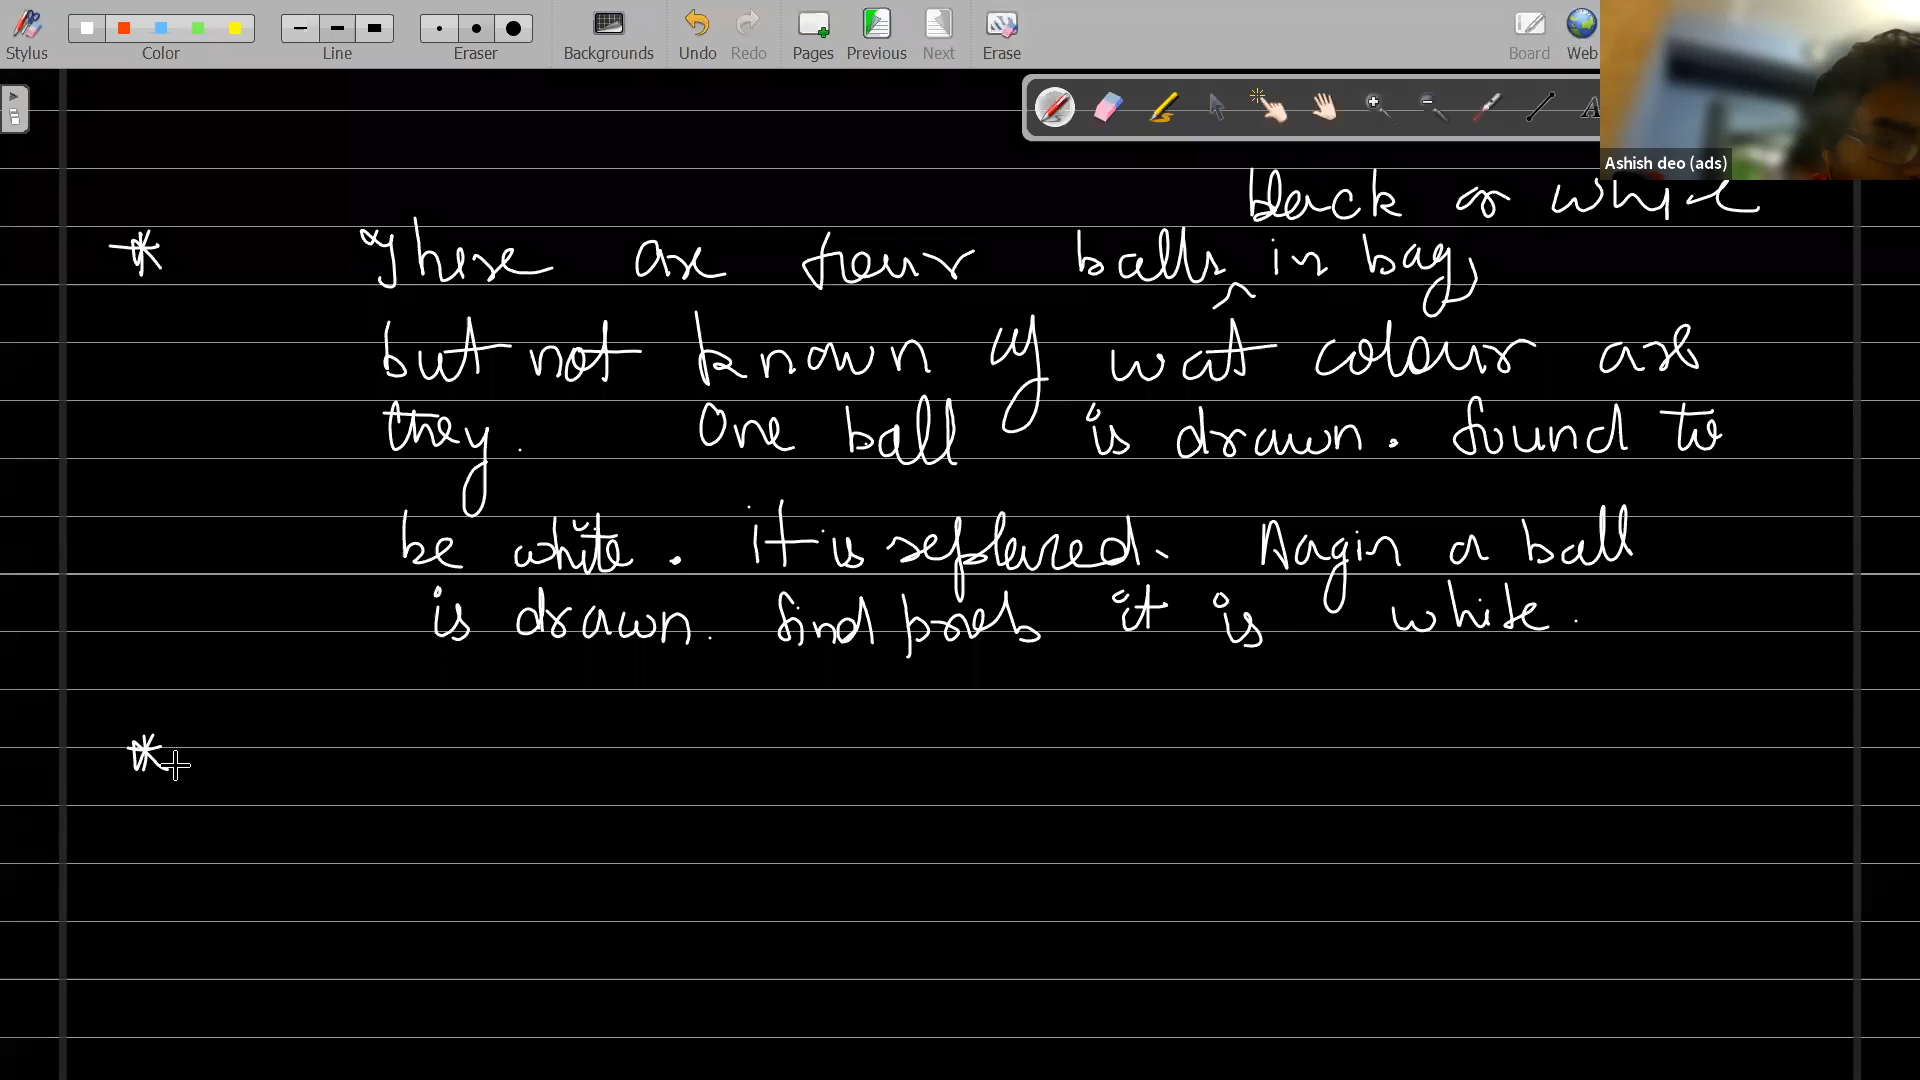 Stylus Color Line Eraser Backgrounds Undo Redo Pages Previous Next Erase Board Web
Ashish deo (ads)
black or white
* There are four balls ^ in bag,
but not known of wat colour are
they. One ball is drawn. found to
be white. it is replaced. Aagin a ball
is drawn. find prob it is white.
*